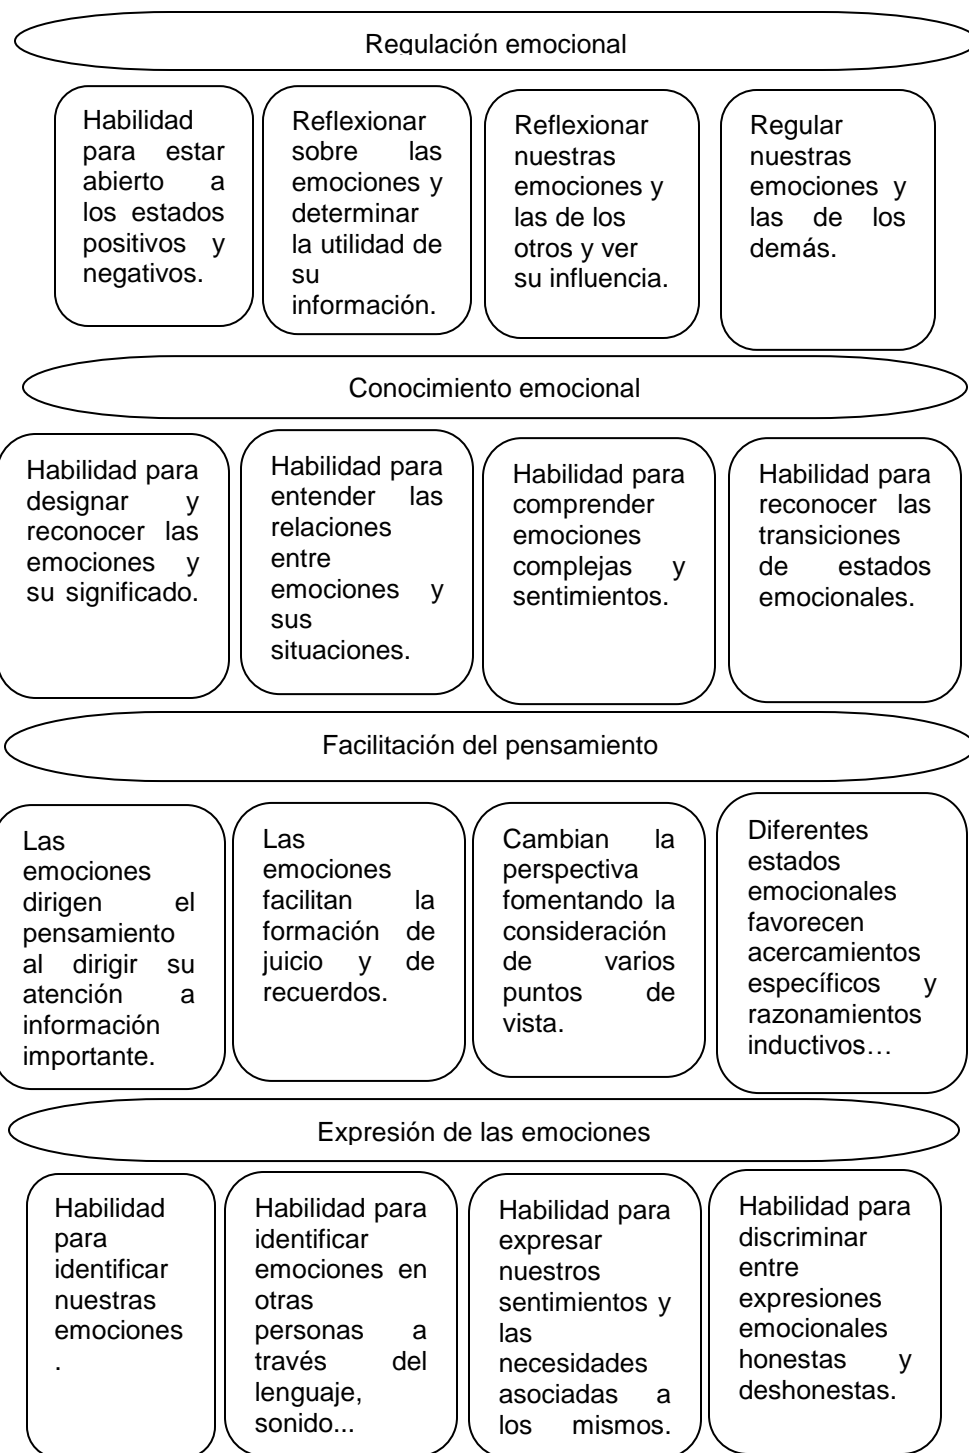 Regulación emocional
Habilidad
para estar
abierto a
los estados
positivos y
negativos.
Reflexionar
sobre las
emociones y
determinar
la utilidad de
su
información.
Reflexionar
nuestras
emociones y
las de los
otros y ver
su influencia.
Regular
nuestras
emociones y
las de los
demás.
Conocimiento emocional
Habilidad para
designar y
reconocer las
emociones y
su significado.
Habilidad para
entender las
relaciones
entre
emociones y
sus
situaciones.
Habilidad para
comprender
emociones
complejas y
sentimientos.
Habilidad para
reconocer las
transiciones
de estados
emocionales.
Facilitación del pensamiento
Las
emociones
dirigen el
pensamiento
al dirigir su
atención a
información
importante.
Las
emociones
facilitan la
formación de
juicio y de
recuerdos.
Cambian la
perspectiva
fomentando la
consideración
de varios
puntos de
vista.
Diferentes
estados
emocionales
favorecen
acercamientos
específicos y
razonamientos
inductivos…
Expresión de las emociones
Habilidad
para
identificar
nuestras
emociones
.
Habilidad para
identificar
emociones en
otras
personas a
través del
lenguaje,
sonido...
Habilidad para
expresar
nuestros
sentimientos y
las
necesidades
asociadas a
los mismos.
Habilidad para
discriminar
entre
expresiones
emocionales
honestas y
deshonestas.